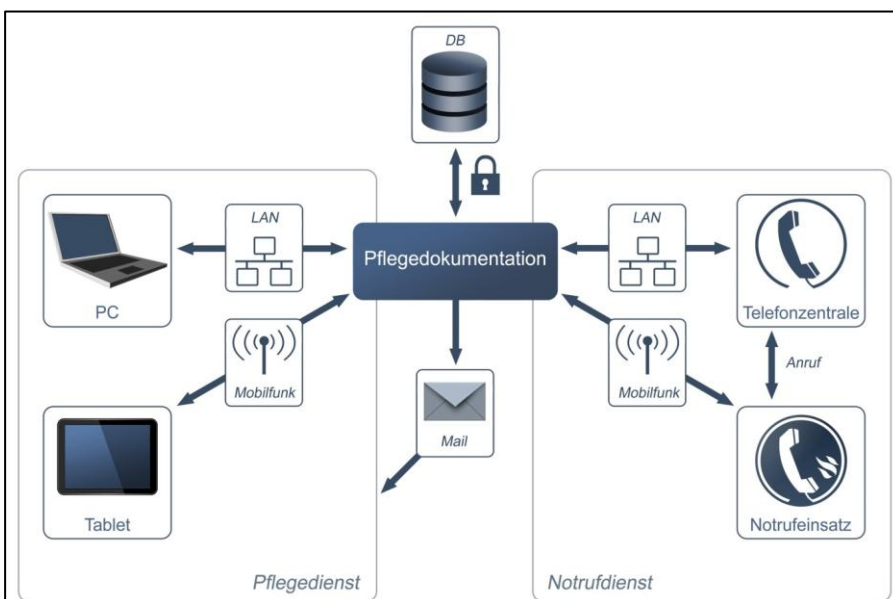 DB
LAN
LAN
Pflegedokumentation
PC
Telefonzentrale
Anruf
Mobilfunk
Mobilfunk
Mail
Tablet
Notrufeinsatz
Pflegedienst
Notrufdienst